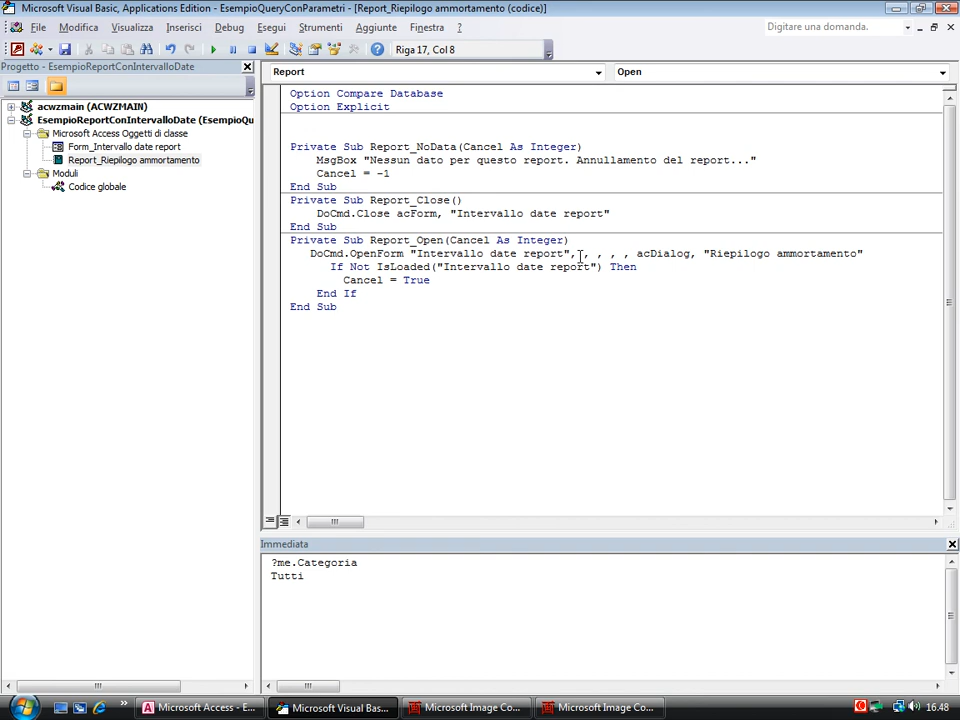 Microsoft Visual Basic, Applications Edition - EsempioQueryConParametri - [Report_Riepilogo ammortamento (codice)]
File Modifica Visualizza Inserisci Debug Esegui Strumenti Aggiunte Finestra ?
Digitare una domanda.
Riga 17, Col 8
Progetto - EsempioReportConIntervalloDate
acwzmain (ACWZMAIN)
EsempioReportConIntervalloDate (EsempioQu
Microsoft Access Oggetti di classe
Form_Intervallo date report
Report_Riepilogo ammortamento
Moduli
Codice globale
Report
Open
Option Compare Database
Option Explicit
Private Sub Report_NoData(Cancel As Integer)
MsgBox "Nessun dato per questo report. Annullamento del report..."
Cancel = -1
End Sub
Private Sub Report_Close()
DoCmd.Close acForm, "Intervallo date report"
End Sub
Private Sub Report_Open(Cancel As Integer)
DoCmd.OpenForm "Intervallo date report", , , , , acDialog, "Riepilogo ammortamento"
If Not IsLoaded("Intervallo date report") Then
Cancel = True
End If
End Sub
Immediata
?me.Categoria
Tutti
Microsoft Access - E...
Microsoft Visual Bas...
Microsoft Image Co...
Microsoft Image Co...
16.48